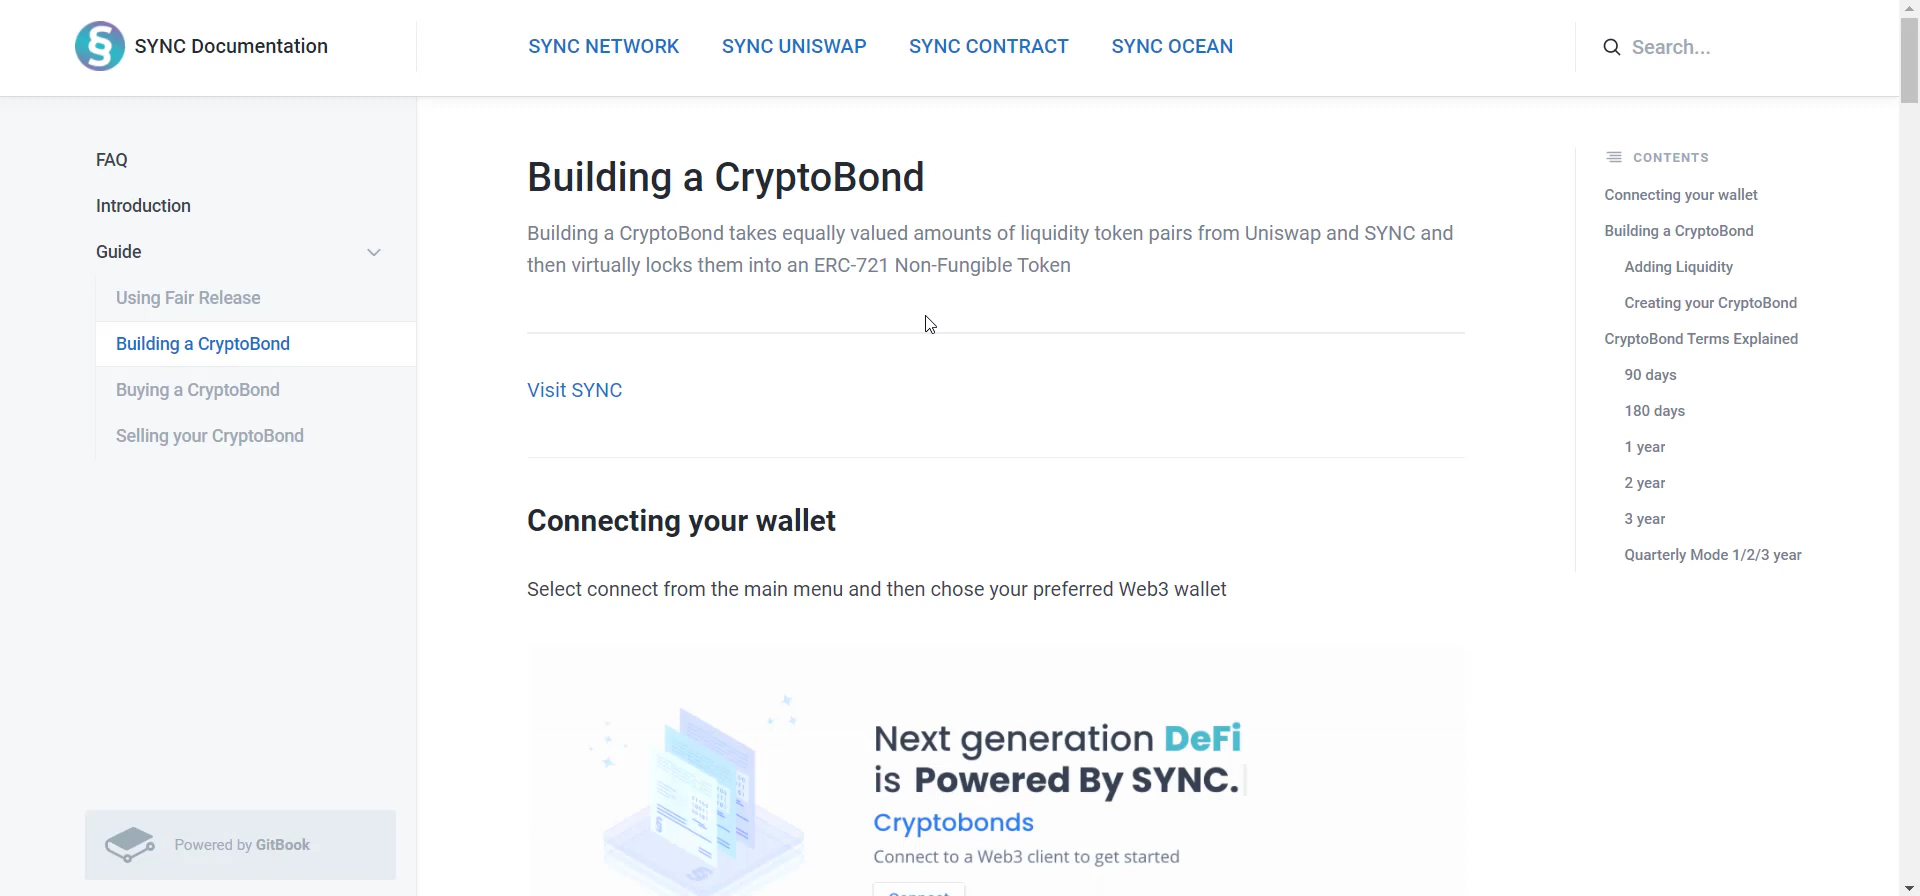 SYNC Documentation
SYNC NETWORK
SYNC UNISWAP
SYNC CONTRACT
SYNC OCEAN
Search...
FAQ
Introduction
Guide
Using Fair Release
Building a CryptoBond
Buying a CryptoBond
Selling your CryptoBond
Powered by GitBook
Building a CryptoBond
Building a CryptoBond takes equally valued amounts of liquidity token pairs from Uniswap and SYNC and
then virtually locks them into an ERC-721 Non-Fungible Token
Visit SYNC
Connecting your wallet
Select connect from the main menu and then chose your preferred Web3 wallet
Next generation DeFi
is Powered By SYNC.
Cryptobonds
Connect to a Web3 client to get started
Connect
CONTENTS
Connecting your wallet
Building a CryptoBond
Adding Liquidity
Creating your CryptoBond
CryptoBond Terms Explained
90 days
180 days
1 year
2 year
3 year
Quarterly Mode 1/2/3 year